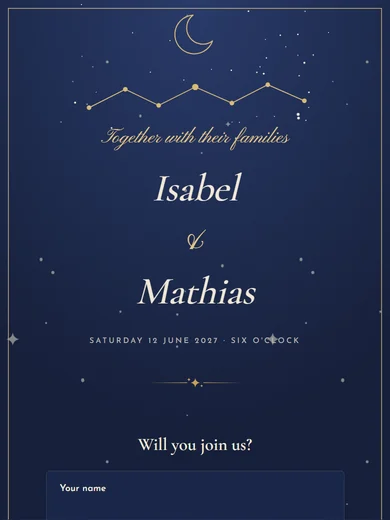 Together with their families
Isabel
&
Mathias
SATURDAY 12 JUNE 2027 · SIX O'CLOCK
Will you join us?
Your name